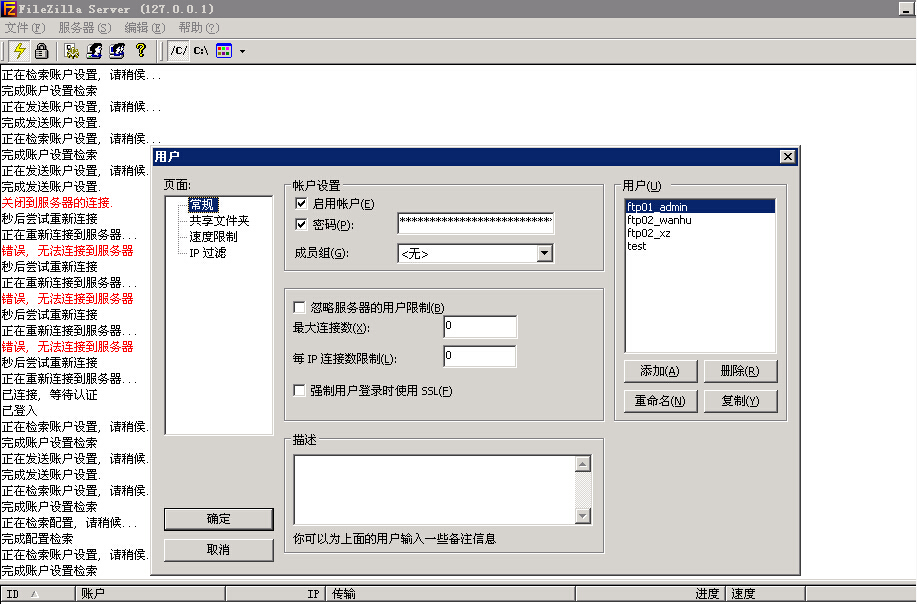 FileZilla Server (127.0.0.1)
文件(F) 服务器(S) 编辑(E) 帮助(?)
/C/ C:\
正在检索账户设置，请稍候...
完成账户设置检索
正在发送账户设置，请稍候...
完成发送账户设置.
正在检索账户设置，请稍候...
完成账户设置检索
正在发送账户设置，请稍候.
完成发送账户设置.
关闭到服务器的连接.
秒后尝试重新连接
正在重新连接到服务器...
错误，无法连接到服务器
秒后尝试重新连接
正在重新连接到服务器...
错误，无法连接到服务器
秒后尝试重新连接
正在重新连接到服务器...
错误，无法连接到服务器
秒后尝试重新连接
正在重新连接到服务器...
已连接，等待认证
已登入
正在检索账户设置，请稍候.
完成账户设置检索
正在发送账户设置，请稍候.
完成发送账户设置.
正在检索账户设置，请稍候.
完成账户设置检索
正在检索配置，请稍候...
完成配置检索
正在检索账户设置，请稍候.
完成账户设置检索
用户
页面:
常规
共享文件夹
速度限制
IP 过滤
确定
取消
帐户设置
启用帐户(E)
密码(P): ****************************
成员组(G): <无>
忽略服务器的用户限制(B)
最大连接数(X): 0
每 IP 连接数限制(L): 0
强制用户登录时使用 SSL(F)
描述
你可以为上面的用户输入一些备注信息
用户(U)
ftp01_admin
ftp02_wanhu
ftp02_xz
test
添加(A) 删除(R)
重命名(N) 复制(Y)
ID 账户 IP 传输 进度 速度